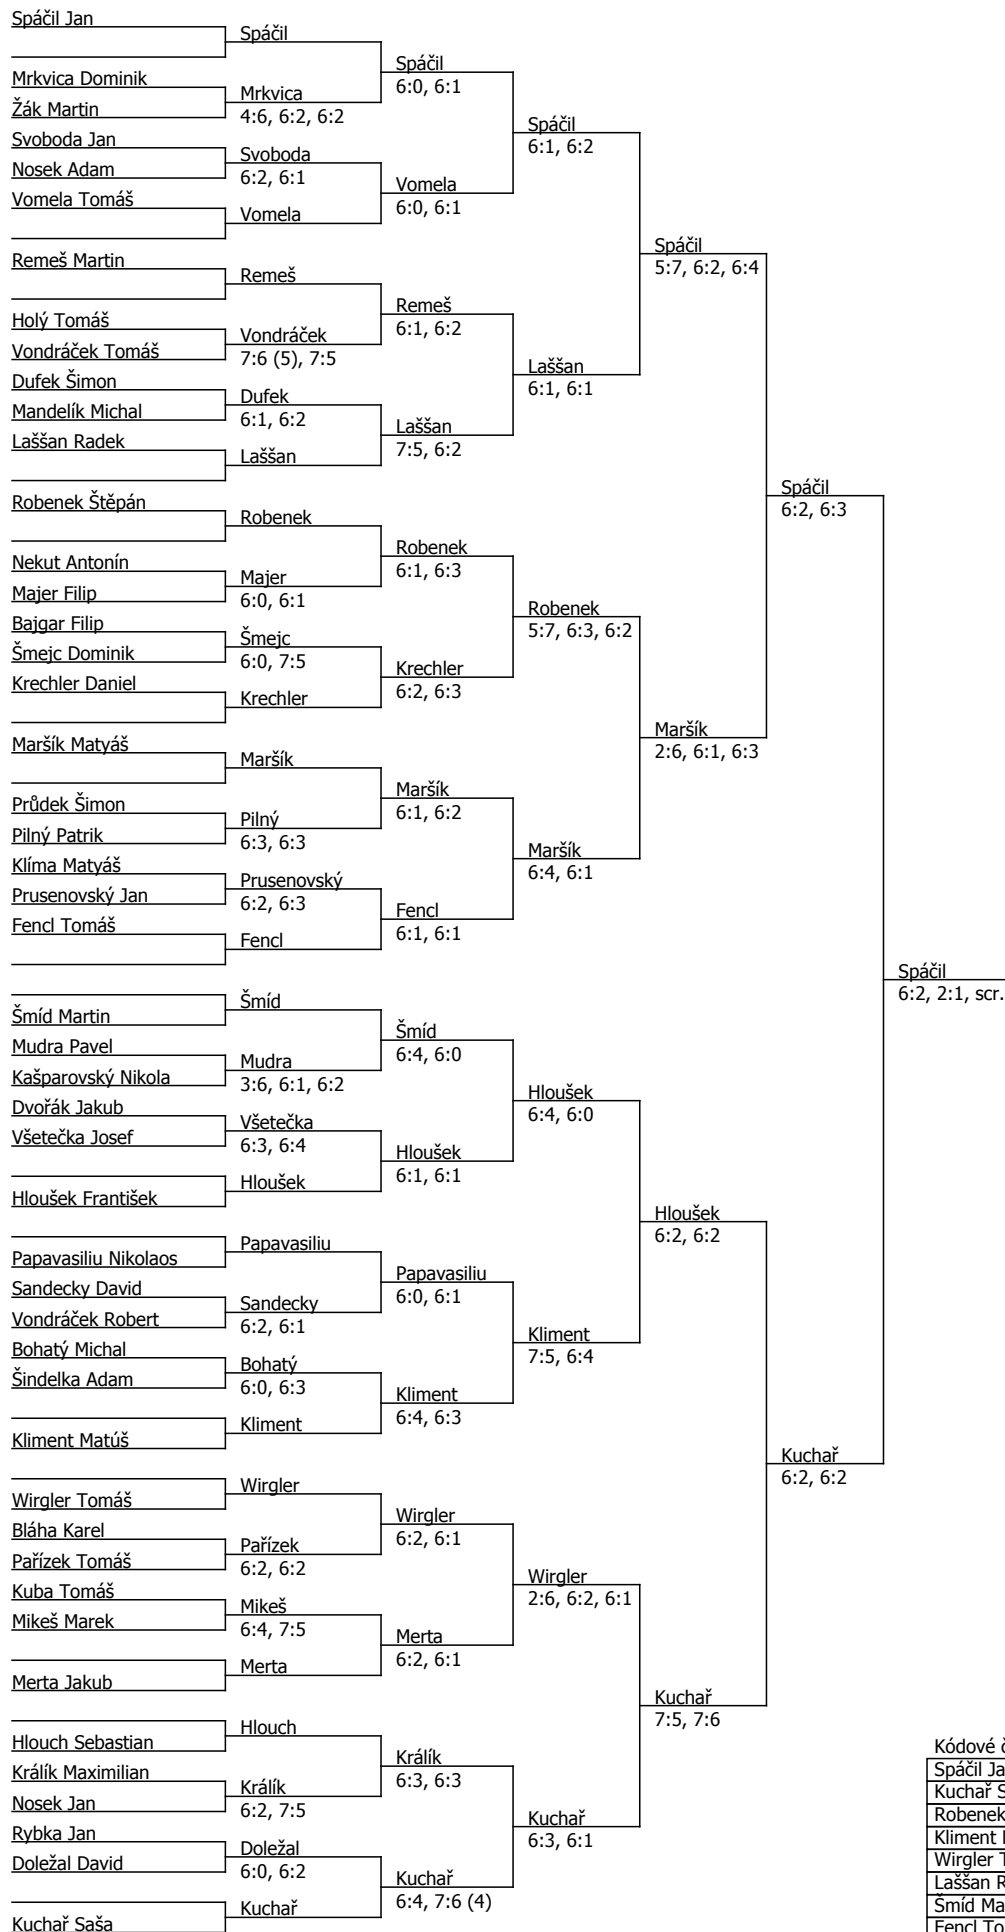 Spáčil Jan
Mrkvica Dominik
Žák Martin
Svoboda Jan
Nosek Adam
Vomela Tomáš
Remeš Martin
Holý Tomáš
Vondráček Tomáš
Dufek Šimon
Mandelík Michal
Laššan Radek
Robenek Štěpán
Nekut Antonín
Majer Filip
Bajgar Filip
Šmejc Dominik
Krechler Daniel
Maršík Matyáš
Průdek Šimon
Pilný Patrik
Klíma Matyáš
Prusenovský Jan
Fencl Tomáš
Šmíd Martin
Mudra Pavel
Kašparovský Nikola
Dvořák Jakub
Všetečka Josef
Hloušek František
Papavasiliu Nikolaos
Sandecky David
Vondráček Robert
Bohatý Michal
Šindelka Adam
Kliment Matúš
Wirgler Tomáš
Bláha Karel
Pařízek Tomáš
Kuba Tomáš
Mikeš Marek
Merta Jakub
Hlouch Sebastian
Králík Maximilian
Nosek Jan
Rybka Jan
Doležal David
Kuchař Saša
Spáčil
Mrkvica
4:6, 6:2, 6:2
Svoboda
6:2, 6:1
Vomela
Remeš
Vondráček
7:6 (5), 7:5
Dufek
6:1, 6:2
Laššan
Robenek
Majer
6:0, 6:1
Šmejc
6:0, 7:5
Krechler
Maršík
Pilný
6:3, 6:3
Prusenovský
6:2, 6:3
Fencl
Šmíd
Mudra
3:6, 6:1, 6:2
Všetečka
6:3, 6:4
Hloušek
Papavasiliu
Sandecky
6:2, 6:1
Bohatý
6:0, 6:3
Kliment
Wirgler
Pařízek
6:2, 6:2
Mikeš
6:4, 7:5
Merta
Hlouch
Králík
6:2, 7:5
Doležal
6:0, 6:2
Kuchař
Spáčil
6:0, 6:1
Vomela
6:0, 6:1
Remeš
6:1, 6:2
Laššan
7:5, 6:2
Robenek
6:1, 6:3
Krechler
6:2, 6:3
Maršík
6:1, 6:2
Fencl
6:1, 6:1
Šmíd
6:4, 6:0
Hloušek
6:1, 6:1
Papavasiliu
6:0, 6:1
Kliment
6:4, 6:3
Wirgler
6:2, 6:1
Merta
6:2, 6:1
Králík
6:3, 6:3
Kuchař
6:4, 7:6 (4)
Spáčil
6:1, 6:2
Laššan
6:1, 6:1
Robenek
5:7, 6:3, 6:2
Maršík
6:4, 6:1
Hloušek
6:4, 6:0
Kliment
7:5, 6:4
Wirgler
2:6, 6:2, 6:1
Kuchař
6:3, 6:1
Spáčil
5:7, 6:2, 6:4
Maršík
2:6, 6:1, 6:3
Hloušek
6:2, 6:2
Kuchař
7:5, 7:6
Spáčil
6:2, 6:3
Kuchař
6:2, 6:2
Spáčil
6:2, 2:1, scr.
Kódové
Spáčil
Kuchař
Robenek
Kliment
Wirgler
Laššan
Šmíd
Fencl